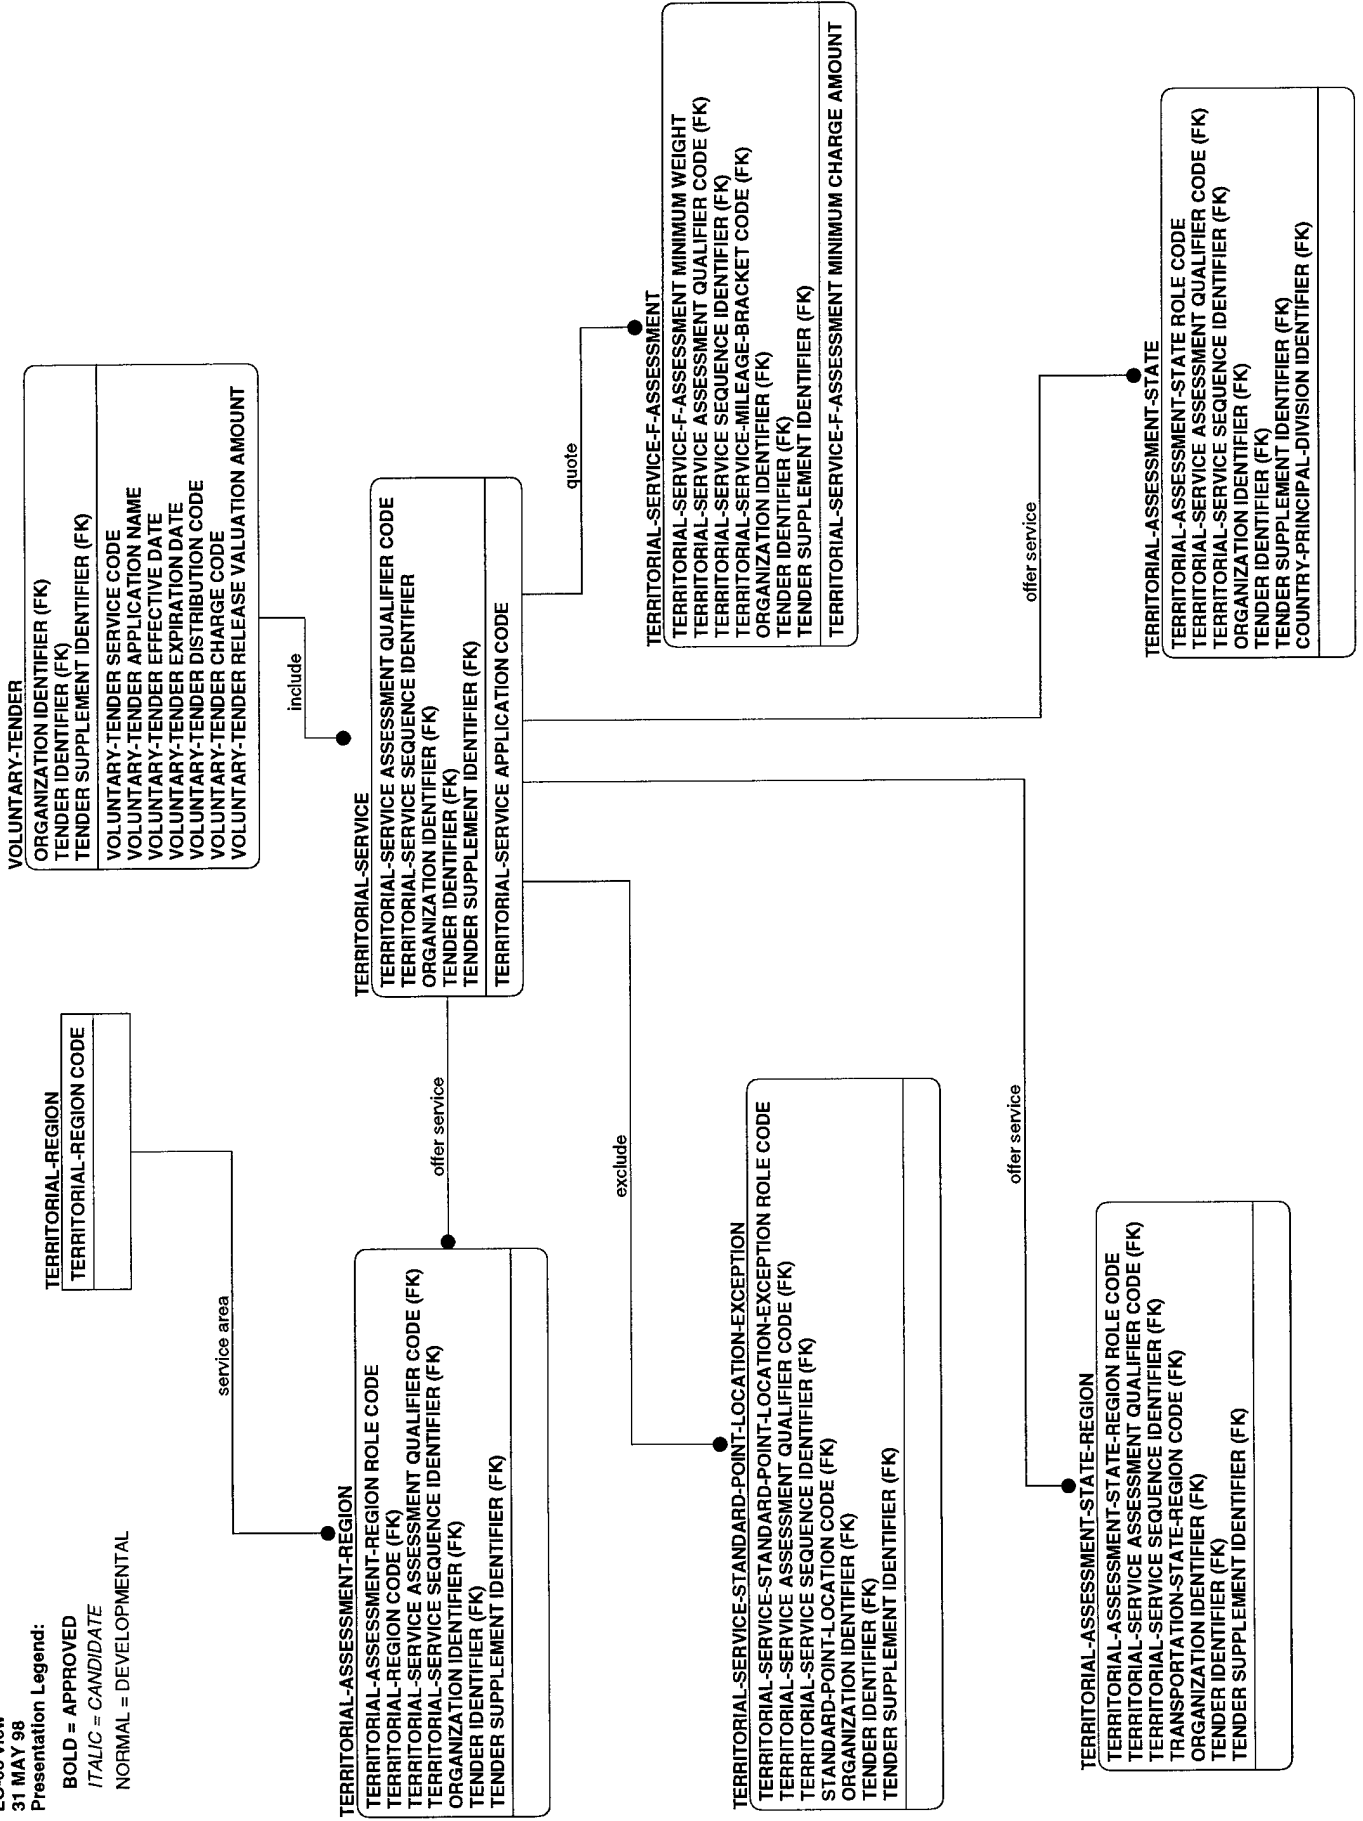 31 MAY 98
Presentation Legend:
BOLD = APPROVED
ITALIC = CANDIDATE
NORMAL = DEVELOPMENTAL
TERRITORIAL-REGION
TERRITORIAL-REGION CODE
VOLUNTARY-TENDER
ORGANIZATION IDENTIFIER (FK)
TENDER IDENTIFIER (FK)
TENDER SUPPLEMENT IDENTIFIER (FK)
VOLUNTARY-TENDER SERVICE CODE
VOLUNTARY-TENDER APPLICATION NAME
VOLUNTARY-TENDER EFFECTIVE DATE
VOLUNTARY-TENDER EXPIRATION DATE
VOLUNTARY-TENDER DISTRIBUTION CODE
VOLUNTARY-TENDER CHARGE CODE
VOLUNTARY-TENDER RELEASE VALUATION AMOUNT
service area
include
TERRITORIAL-ASSESSMENT-REGION
TERRITORIAL-ASSESSMENT-REGION ROLE CODE
TERRITORIAL-REGION CODE (FK)
TERRITORIAL-SERVICE ASSESSMENT QUALIFIER CODE (FK)
TERRITORIAL-SERVICE SEQUENCE IDENTIFIER (FK)
ORGANIZATION IDENTIFIER (FK)
TENDER IDENTIFIER (FK)
TENDER SUPPLEMENT IDENTIFIER (FK)
offer service
TERRITORIAL-SERVICE
TERRITORIAL-SERVICE ASSESSMENT QUALIFIER CODE
TERRITORIAL-SERVICE SEQUENCE IDENTIFIER
ORGANIZATION IDENTIFIER (FK)
TENDER IDENTIFIER (FK)
TENDER SUPPLEMENT IDENTIFIER (FK)
TERRITORIAL-SERVICE APPLICATION CODE
exclude
quote
TERRITORIAL-SERVICE-STANDARD-POINT-LOCATION-EXCEPTION
TERRITORIAL-SERVICE-STANDARD-POINT-LOCATION-EXCEPTION ROLE CODE
TERRITORIAL-SERVICE ASSESSMENT QUALIFIER CODE (FK)
TERRITORIAL-SERVICE SEQUENCE IDENTIFIER (FK)
STANDARD-POINT-LOCATION CODE (FK)
ORGANIZATION IDENTIFIER (FK)
TENDER IDENTIFIER (FK)
TENDER SUPPLEMENT IDENTIFIER (FK)
TERRITORIAL-SERVICE-F-ASSESSMENT
TERRITORIAL-SERVICE-F-ASSESSMENT MINIMUM WEIGHT
TERRITORIAL-SERVICE ASSESSMENT QUALIFIER CODE (FK)
TERRITORIAL-SERVICE SEQUENCE IDENTIFIER (FK)
TERRITORIAL-SERVICE-MILEAGE-BRACKET CODE (FK)
ORGANIZATION IDENTIFIER (FK)
TENDER IDENTIFIER (FK)
TENDER SUPPLEMENT IDENTIFIER (FK)
TERRITORIAL-SERVICE-F-ASSESSMENT MINIMUM CHARGE AMOUNT
offer service
offer service
TERRITORIAL-ASSESSMENT-STATE-REGION
TERRITORIAL-ASSESSMENT-STATE-REGION ROLE CODE
TERRITORIAL-SERVICE ASSESSMENT QUALIFIER CODE (FK)
TERRITORIAL-SERVICE SEQUENCE IDENTIFIER (FK)
TRANSPORTATION-STATE-REGION CODE (FK)
ORGANIZATION IDENTIFIER (FK)
TENDER IDENTIFIER (FK)
TENDER SUPPLEMENT IDENTIFIER (FK)
TERRITORIAL-ASSESSMENT-STATE
TERRITORIAL-ASSESSMENT-STATE ROLE CODE
TERRITORIAL-SERVICE ASSESSMENT QUALIFIER CODE (FK)
TERRITORIAL-SERVICE SEQUENCE IDENTIFIER (FK)
ORGANIZATION IDENTIFIER (FK)
TENDER IDENTIFIER (FK)
TENDER SUPPLEMENT IDENTIFIER (FK)
COUNTRY-PRINCIPAL-DIVISION IDENTIFIER (FK)